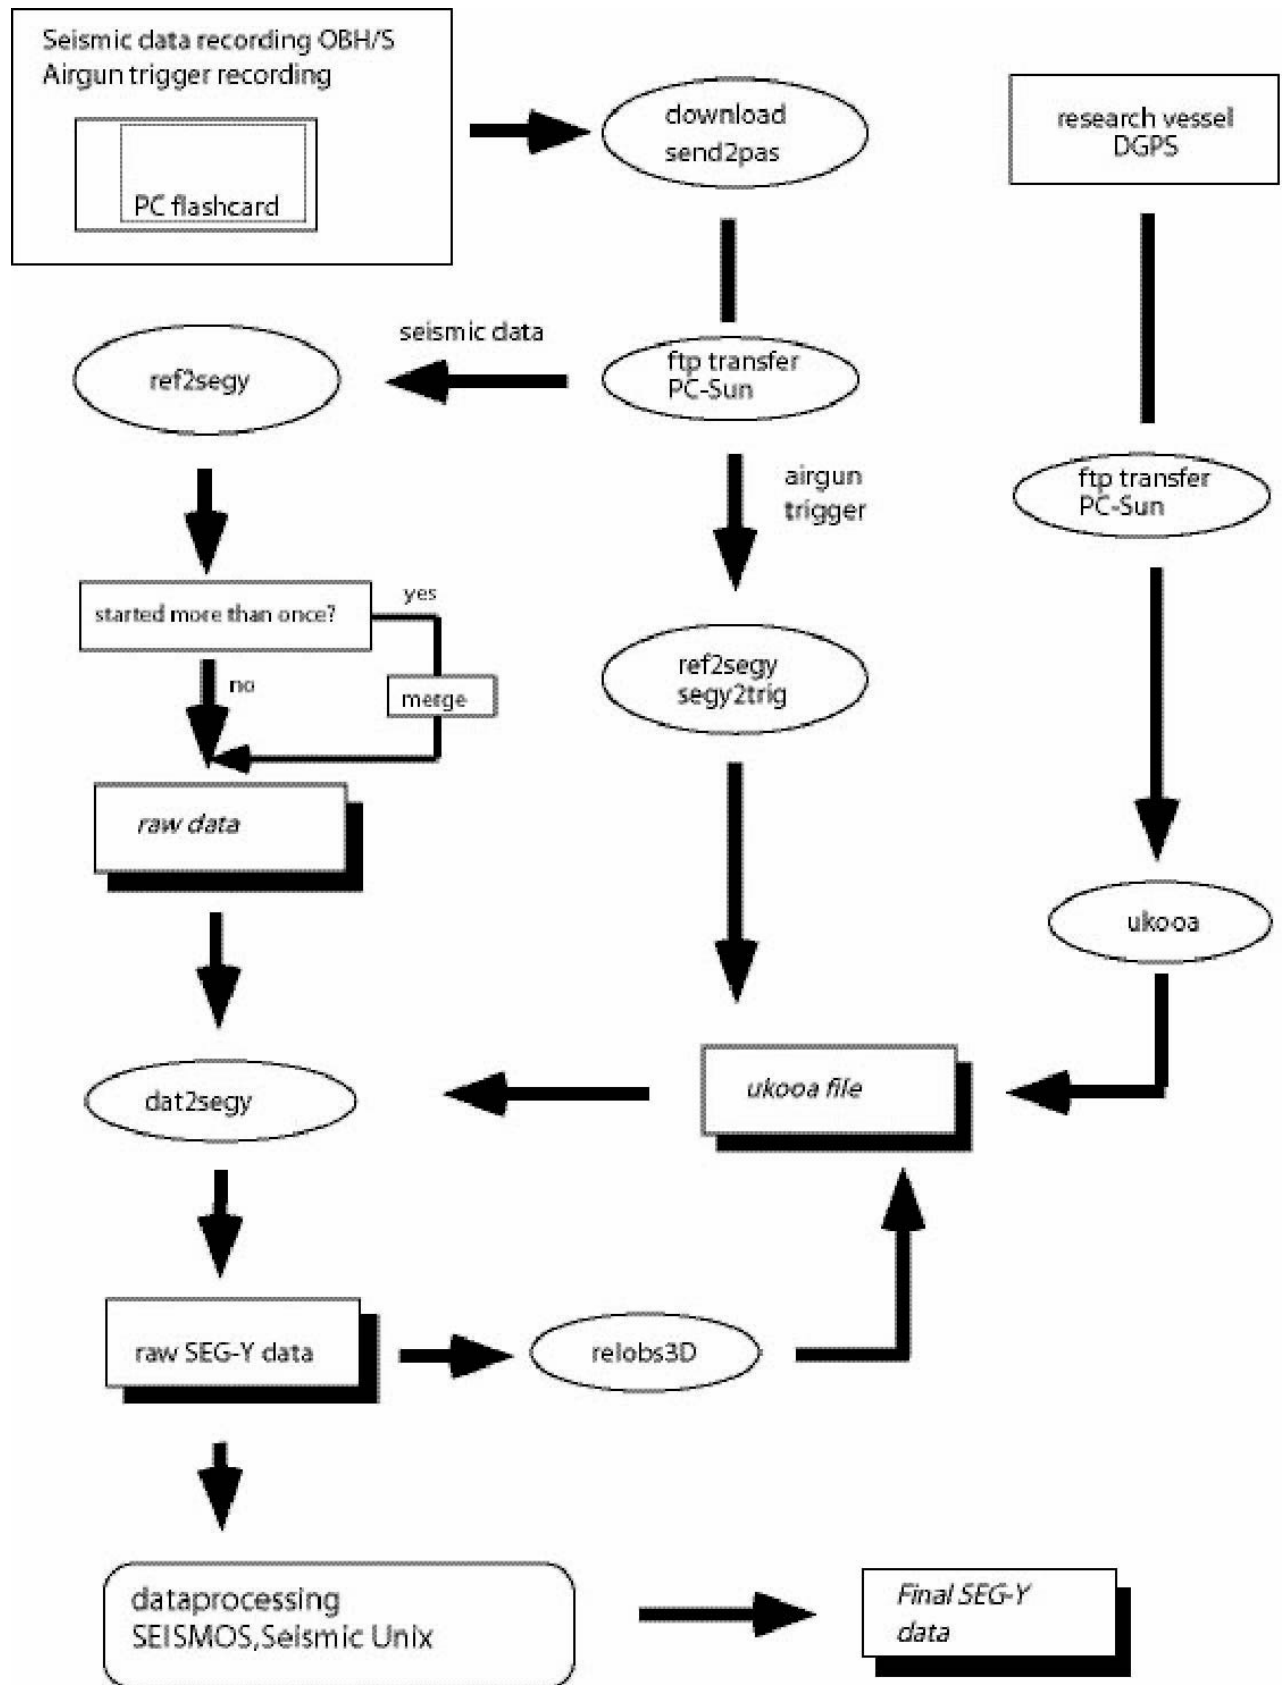 Seismic data recording OBH/S
Airgun trigger recording
PC flashcard
download
send2pas
research vessel
DGPS
seismic data
ref2segy
ftp transfer
PC-Sun
airgun
trigger
ftp transfer
PC-Sun
started more than once?
yes
no
merge
ref2segy
segy2trig
raw data
ukooa
dat2segy
ukooa file
raw SEG-Y data
relobs3D
dataprocessing
SEISMOS,Seismic Unix
Final SEG-Y
data